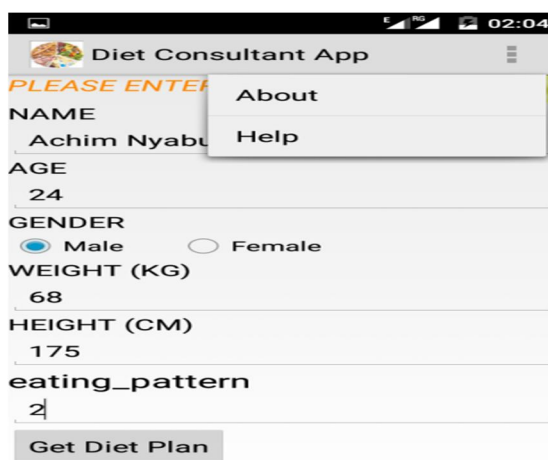 E RG 02:04
Diet Consultant App
PLEASE ENTER
About
NAME
Achim Nyabu
Help
AGE
24
GENDER
Male Female
WEIGHT (KG)
68
HEIGHT (CM)
175
eating_pattern
2
Get Diet Plan